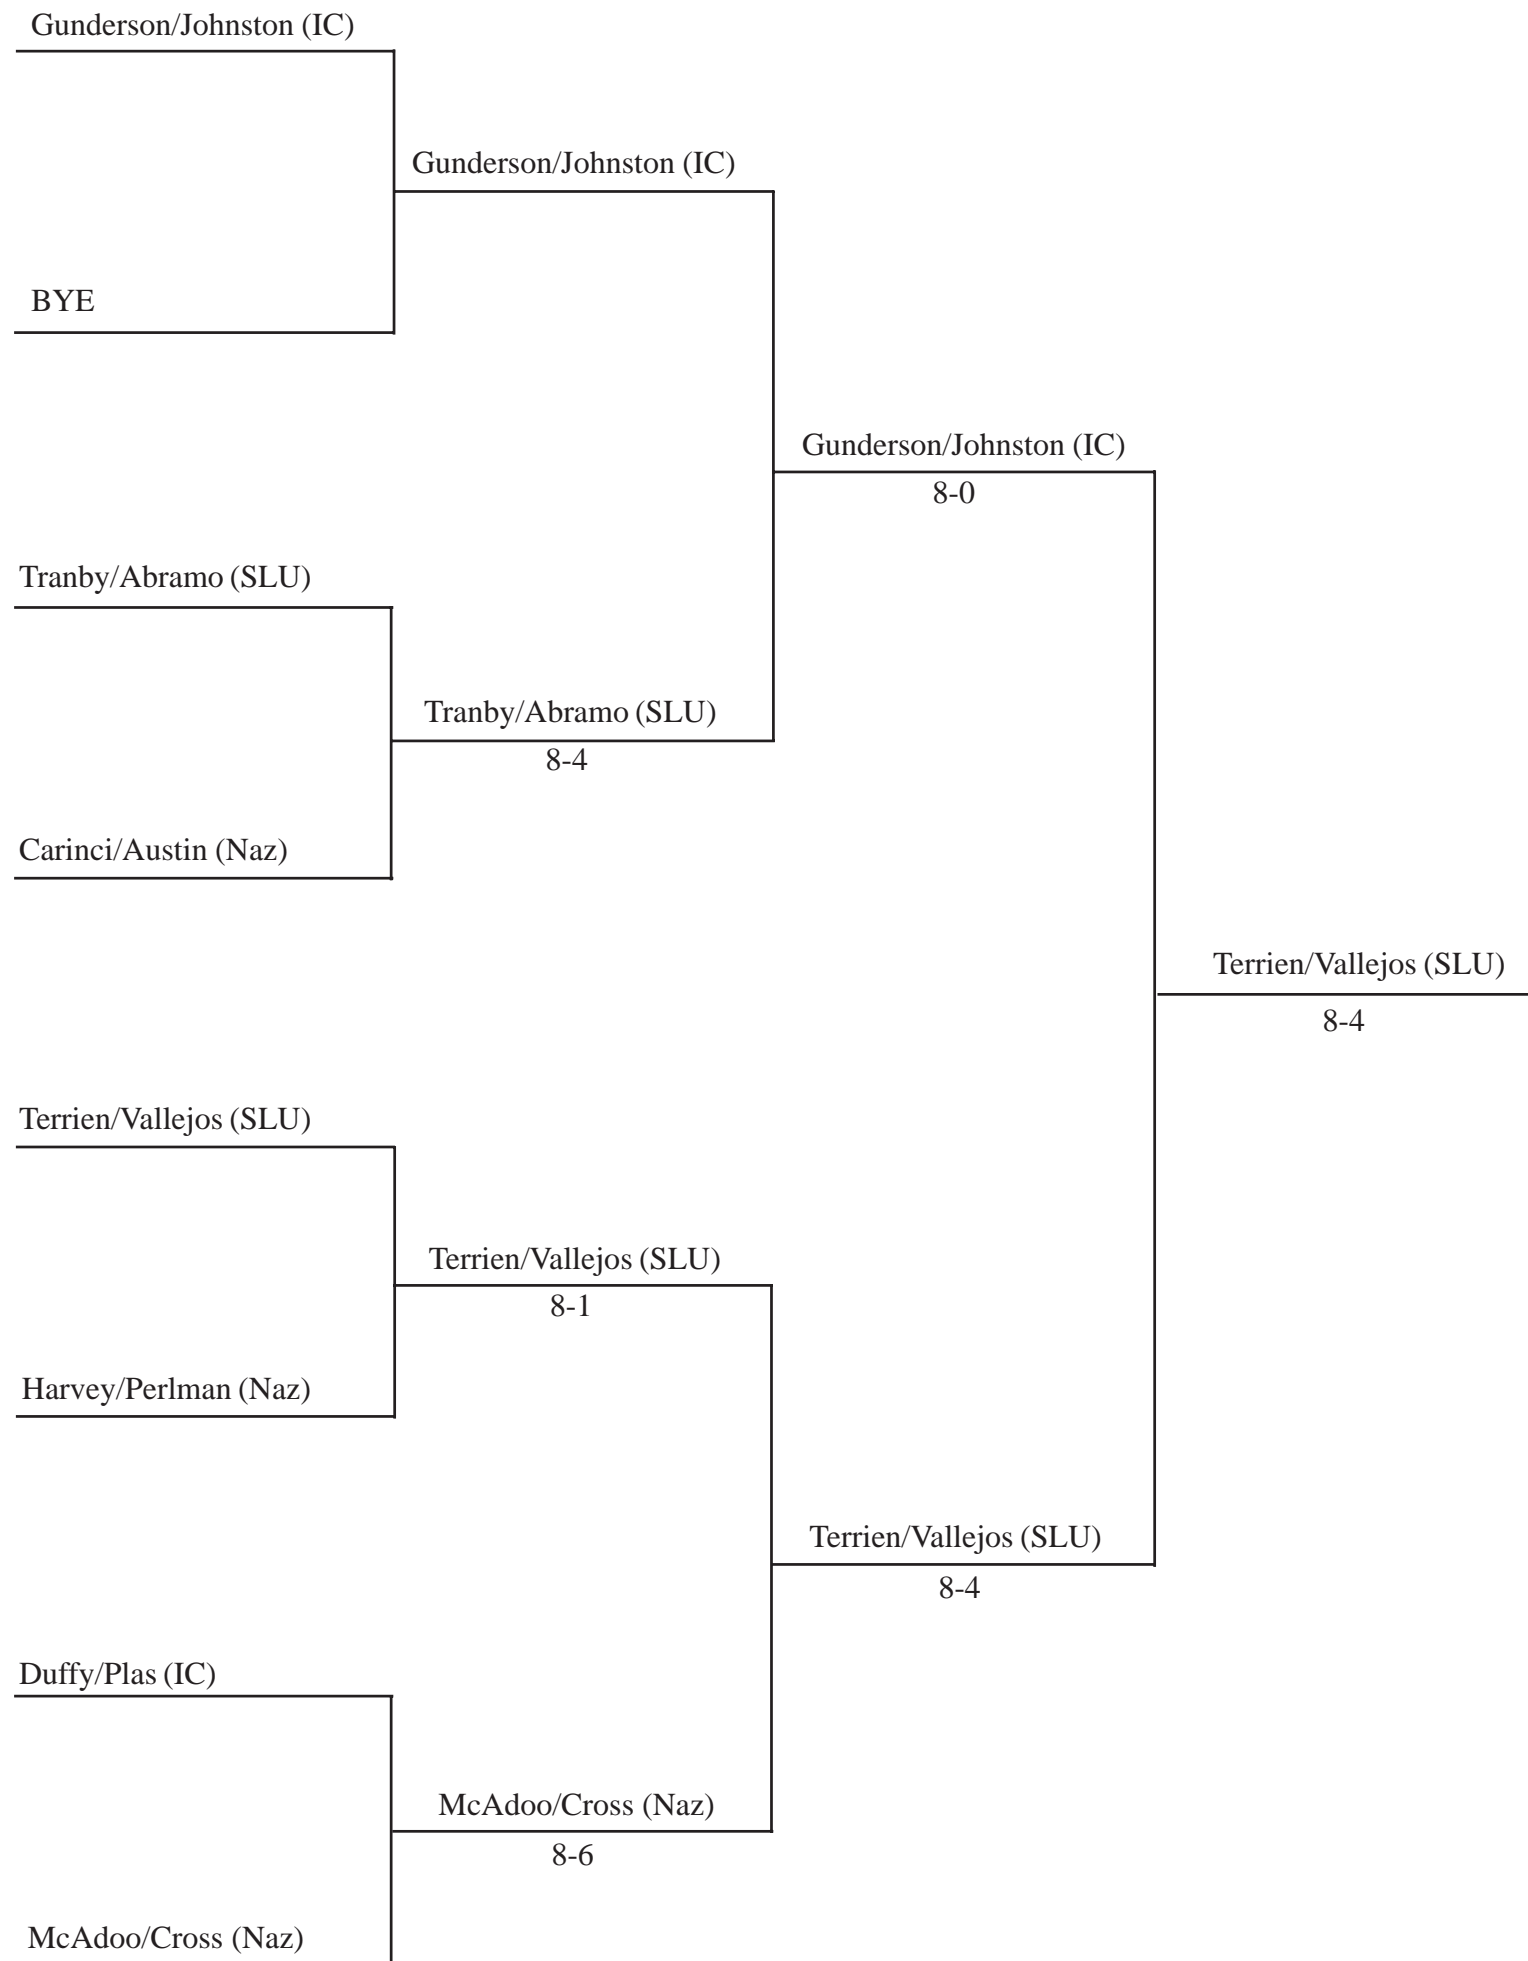 Gunderson/Johnston (IC)
Gunderson/Johnston (IC)
BYE
Gunderson/Johnston (IC)
8-0
Tranby/Abramo (SLU)
Tranby/Abramo (SLU)
8-4
Carinci/Austin (Naz)
Terrien/Vallejos (SLU)
8-4
Terrien/Vallejos (SLU)
Terrien/Vallejos (SLU)
8-1
Harvey/Perlman (Naz)
Terrien/Vallejos (SLU)
8-4
Duffy/Plas (IC)
McAdoo/Cross (Naz)
8-6
McAdoo/Cross (Naz)